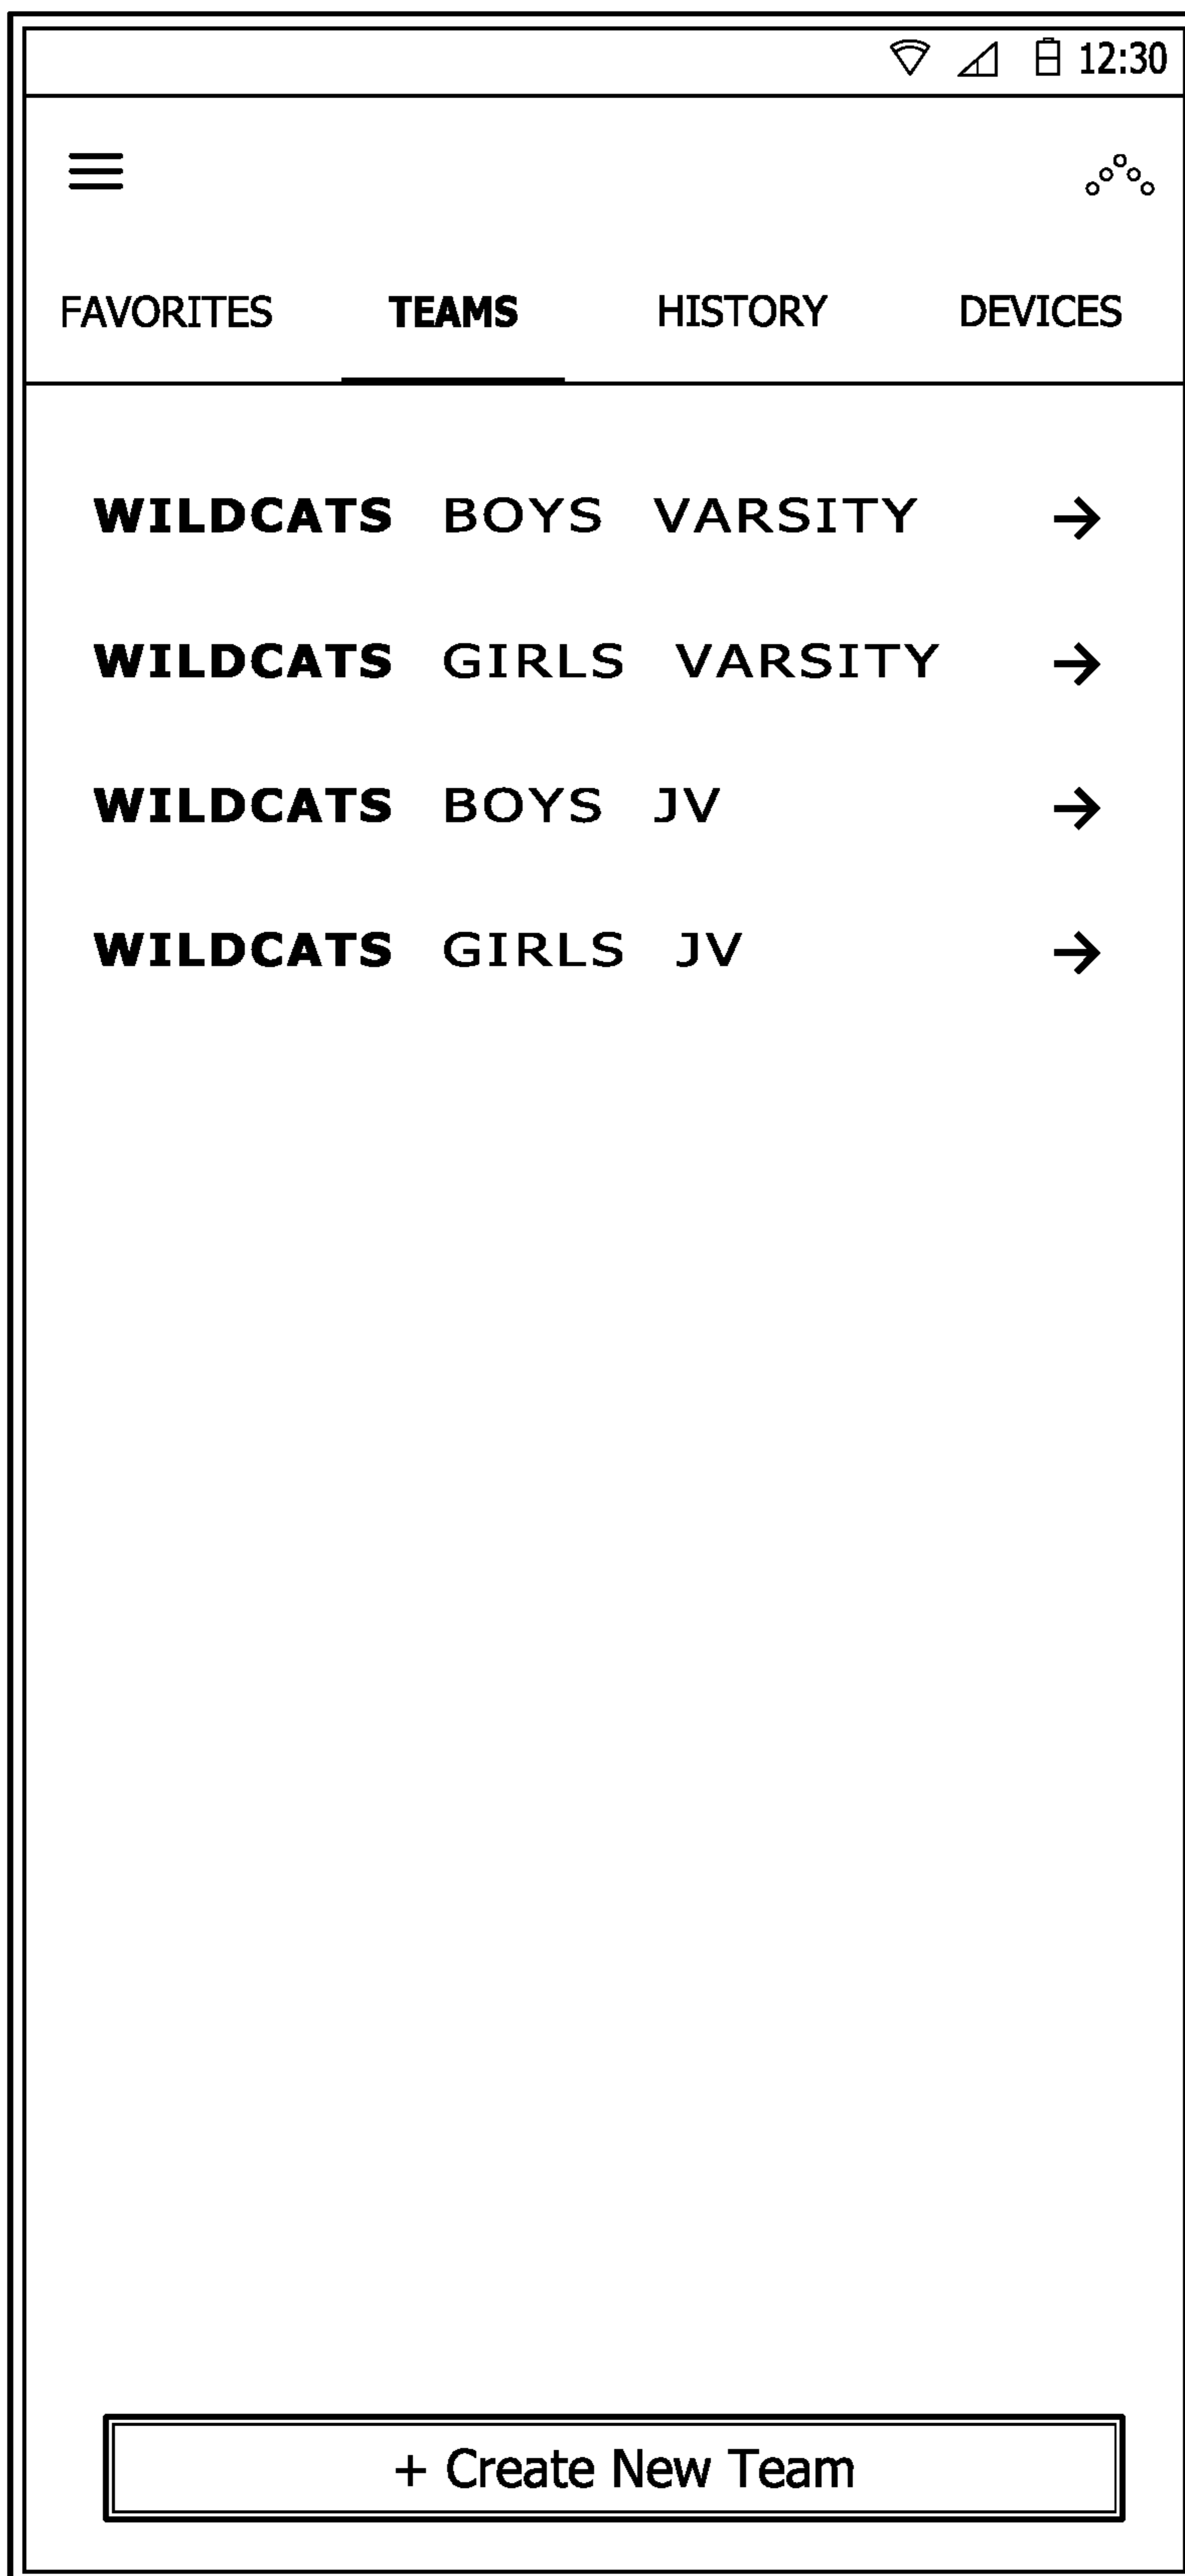 12:30
FAVORITES TEAMS HISTORY DEVICES
WILDCATS BOYS VARSITY →
WILDCATS GIRLS VARSITY →
WILDCATS BOYS JV →
WILDCATS GIRLS JV →
+ Create New Team